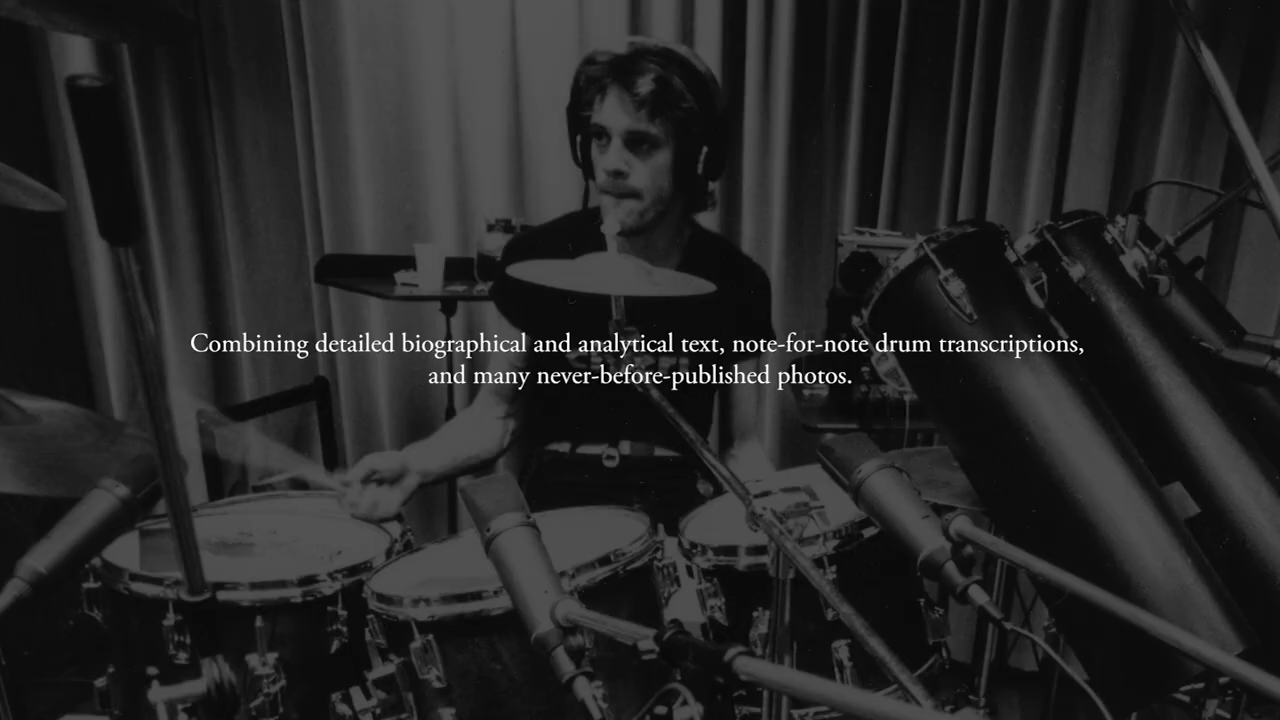 Combining detailed biographical and analytical text, note-for-note drum transcriptions,
and many never-before-published photos.